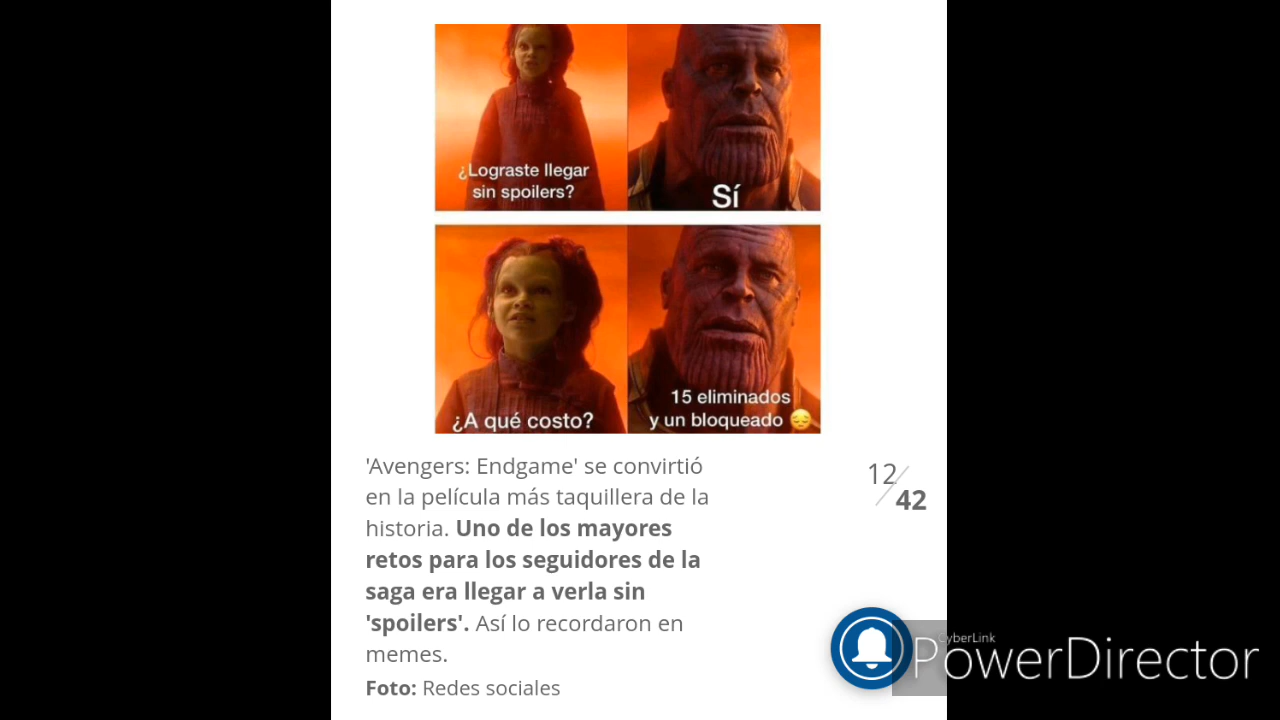 ¿Lograste llegar
sin spoilers?
Sí
¿A qué costo?
15 eliminados
y un bloqueado 😔
'Avengers: Endgame' se convirtió
en la película más taquillera de la
historia. Uno de los mayores
retos para los seguidores de la
saga era llegar a verla sin
'spoilers'. Así lo recordaron en
memes.
Foto: Redes sociales
12
42
CyberLink
PowerDirector